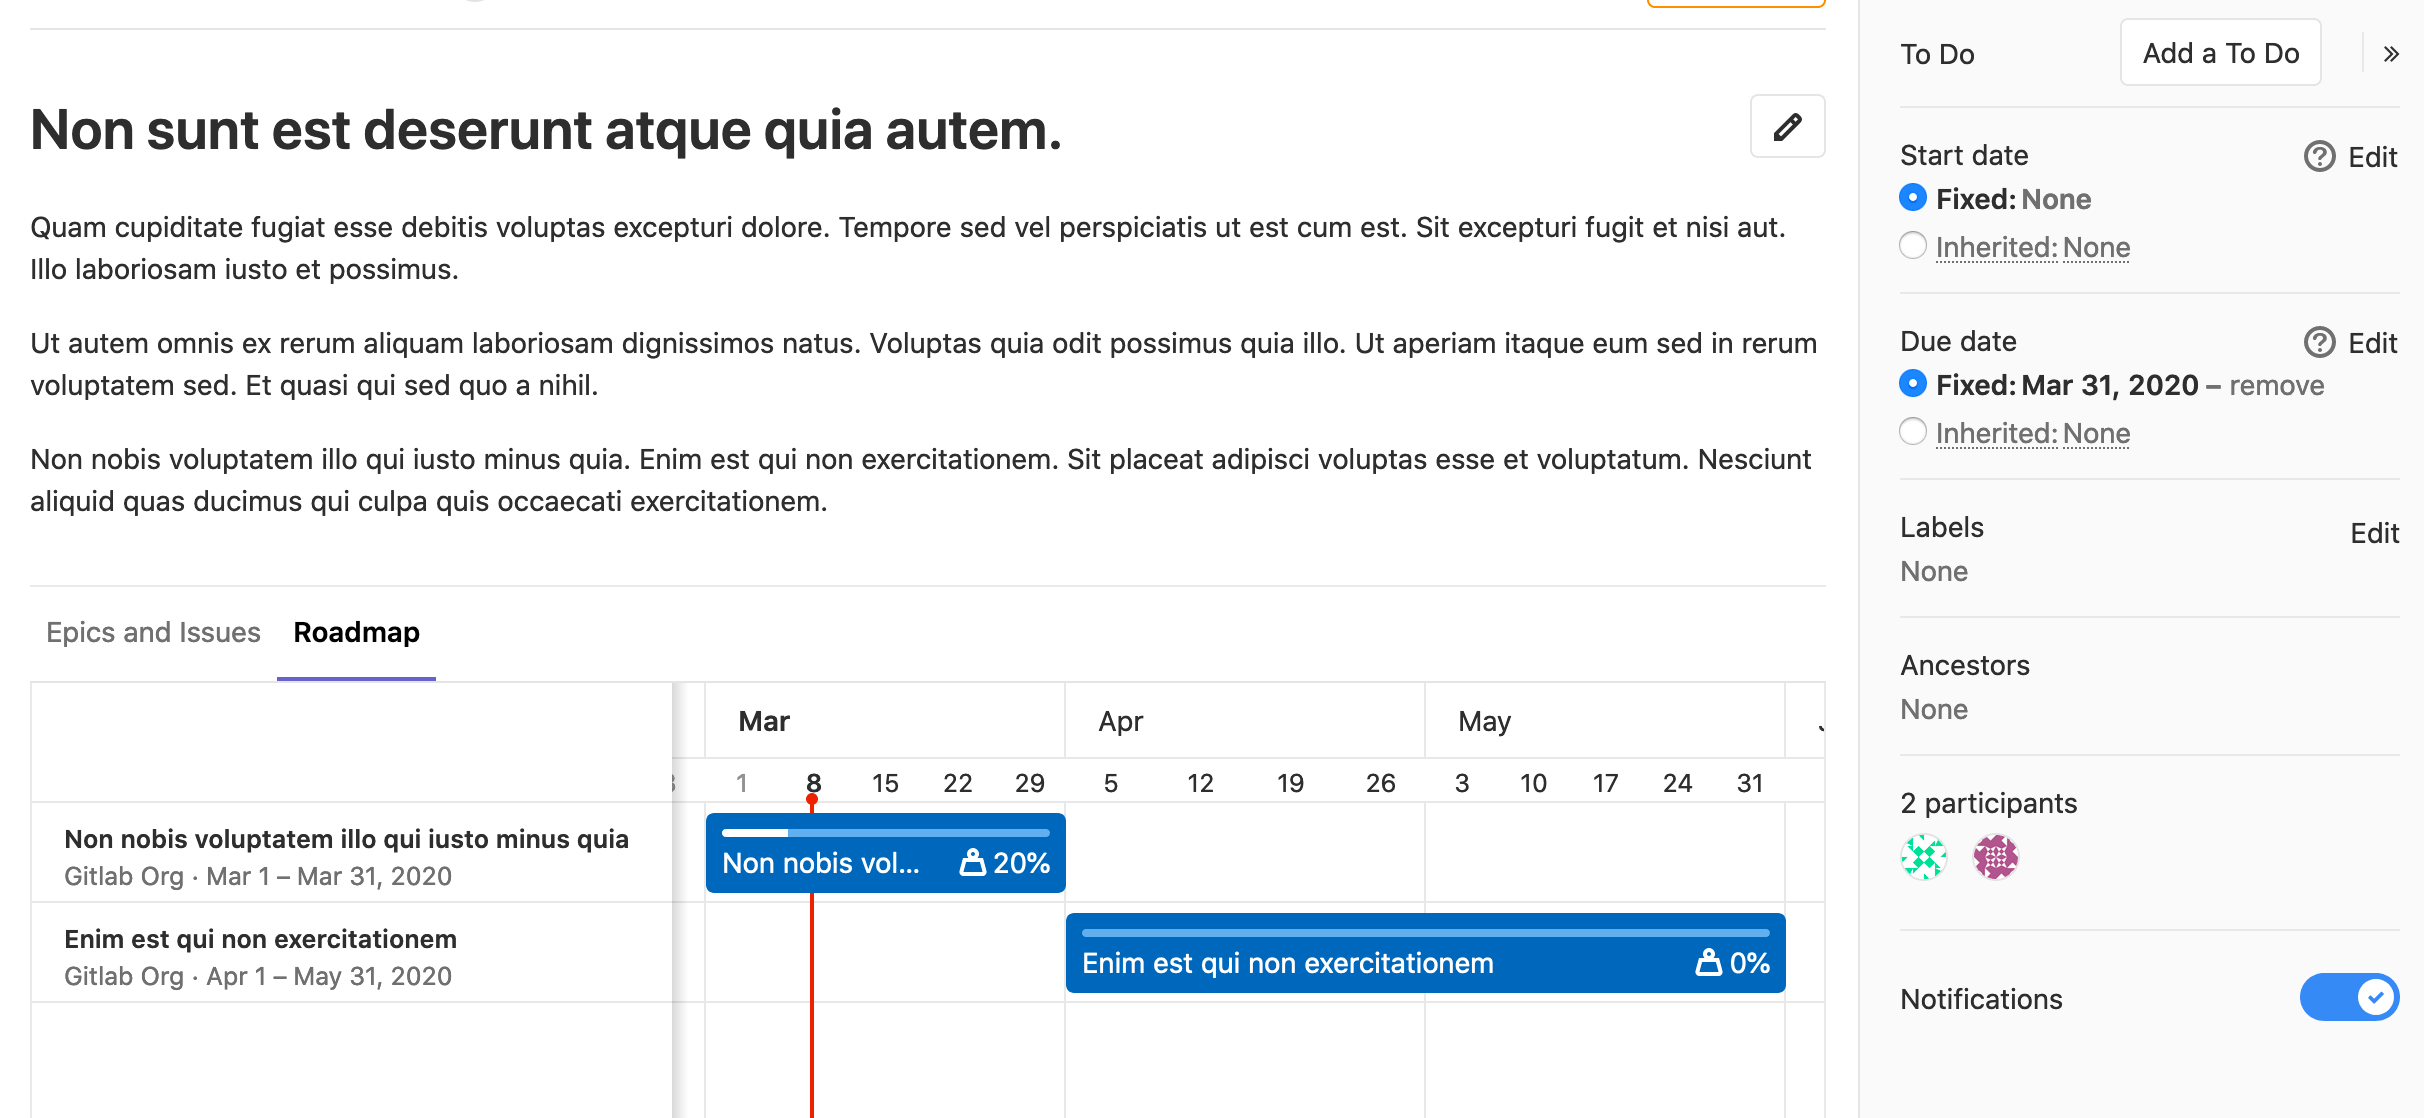 Non sunt est deserunt atque quia autem.
Quam cupiditate fugiat esse debitis voluptas excepturi dolore. Tempore sed vel perspiciatis ut est cum est. Sit excepturi fugit et nisi aut.
Illo laboriosam iusto et possimus.
Ut autem omnis ex rerum aliquam laboriosam dignissimos natus. Voluptas quia odit possimus quia illo. Ut aperiam itaque eum sed in rerum
voluptatem sed. Et quasi qui sed quo a nihil.
Non nobis voluptatem illo qui iusto minus quia. Enim est qui non exercitationem. Sit placeat adipisci voluptas esse et voluptatum. Nesciunt
aliquid quas ducimus qui culpa quis occaecati exercitationem.
Epics and Issues Roadmap
Mar Apr May
1 8 15 22 29 5 12 19 26 3 10 17 24 31
Non nobis voluptatem illo qui iusto minus quia
Gitlab Org · Mar 1 – Mar 31, 2020
Non nobis vol... 20%
Enim est qui non exercitationem
Gitlab Org · Apr 1 – May 31, 2020
Enim est qui non exercitationem 0%
To Do Add a To Do »
Start date Edit
Fixed: None
Inherited: None
Due date Edit
Fixed: Mar 31, 2020 – remove
Inherited: None
Labels Edit
None
Ancestors
None
2 participants
Notifications